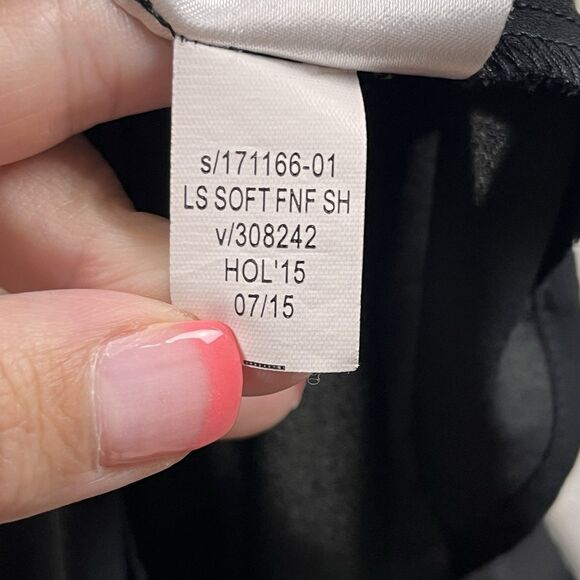 s/171166-01
LS SOFT FNF SH
v/308242
HOL'15
07/15